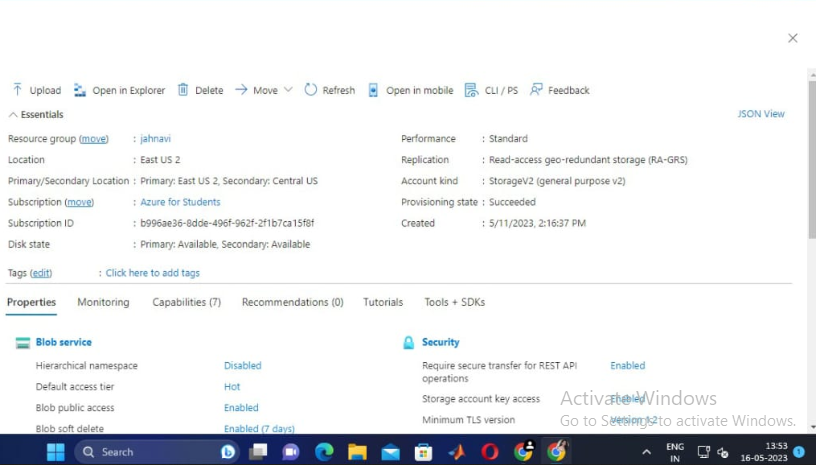 Upload Open in Explorer Delete Move Refresh Open in mobile CLI / PS Feedback
Essentials JSON View
Resource group (move) : jahnavi
Location : East US 2
Primary/Secondary Location : Primary: East US 2, Secondary: Central US
Subscription (move) : Azure for Students
Subscription ID : b996ae36-8dde-496f-962f-2f1b7ca15f8f
Disk state : Primary: Available, Secondary: Available
Performance : Standard
Replication : Read-access geo-redundant storage (RA-GRS)
Account kind : StorageV2 (general purpose v2)
Provisioning state : Succeeded
Created : 5/11/2023, 2:16:37 PM
Tags (edit) : Click here to add tags
Properties Monitoring Capabilities (7) Recommendations (0) Tutorials Tools + SDKs
Blob service
Hierarchical namespace Disabled
Default access tier Hot
Blob public access Enabled
Blob soft delete Enabled (7 days)
Security
Require secure transfer for REST API Enabled
operations
Storage account key access Enabled
Minimum TLS version Version 1.2
Activate Windows
Go to Settings to activate Windows.
Search
ENG
IN
13:53
16-05-2023
1